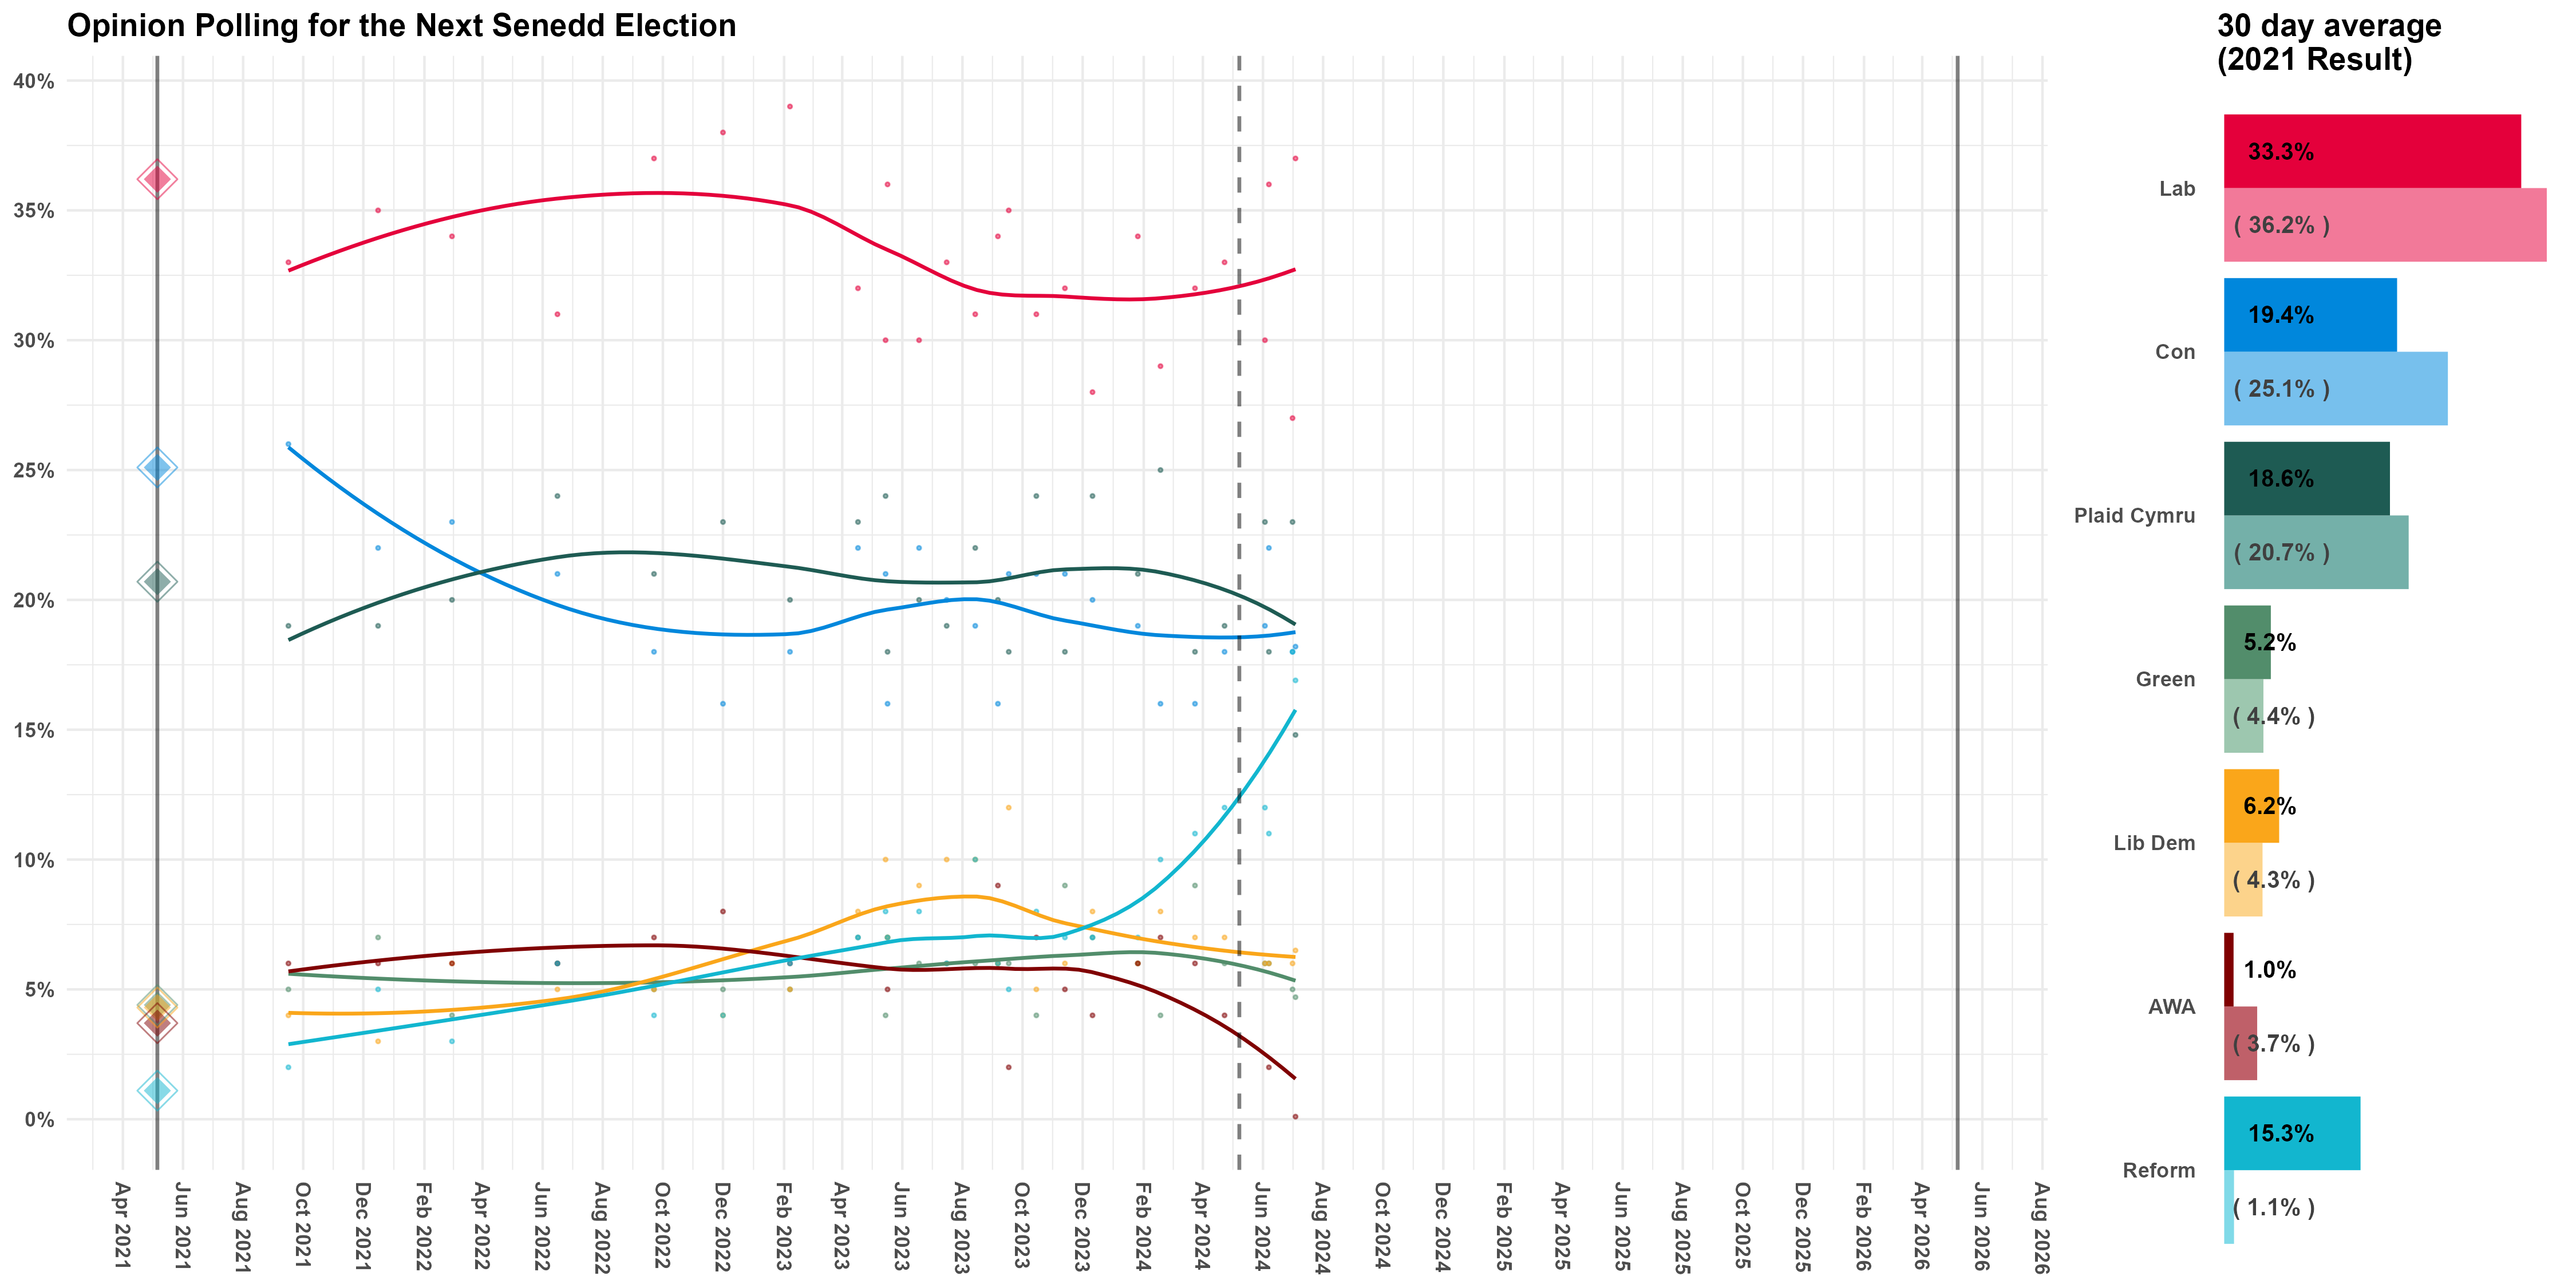 Opinion Polling for the Next Senedd Election
40%
35%
30%
25%
20%
15%
10%
5%
0%
Apr 2021
Jun 2021
Aug 2021
Oct 2021
Dec 2021
Feb 2022
Apr 2022
Jun 2022
Aug 2022
Oct 2022
Dec 2022
Feb 2023
Apr 2023
Jun 2023
Aug 2023
Oct 2023
Dec 2023
Feb 2024
Apr 2024
Jun 2024
Aug 2024
Oct 2024
Dec 2024
Feb 2025
Apr 2025
Jun 2025
Aug 2025
Oct 2025
Dec 2025
Feb 2026
Apr 2026
Jun 2026
Aug 2026
30 day average
(2021 Result)
Lab
33.3%
( 36.2% )
Con
19.4%
( 25.1% )
Plaid Cymru
18.6%
( 20.7% )
Green
5.2%
( 4.4% )
Lib Dem
6.2%
( 4.3% )
AWA
1.0%
( 3.7% )
Reform
15.3%
( 1.1% )